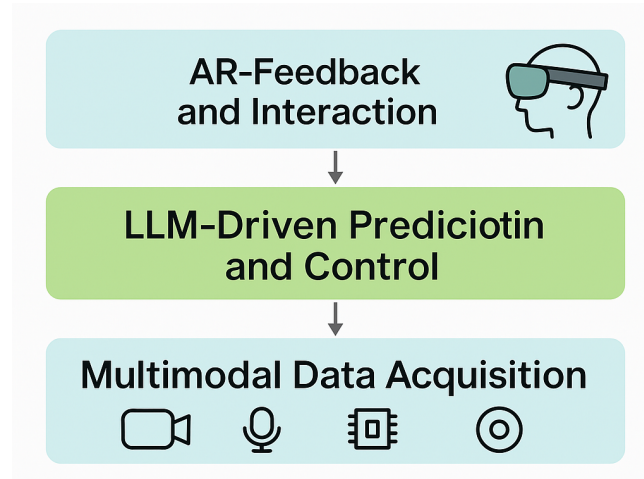 AR-Feedback
and Interaction
LLM-Driven Prediciotin
and Control
Multimodal Data Acquisition